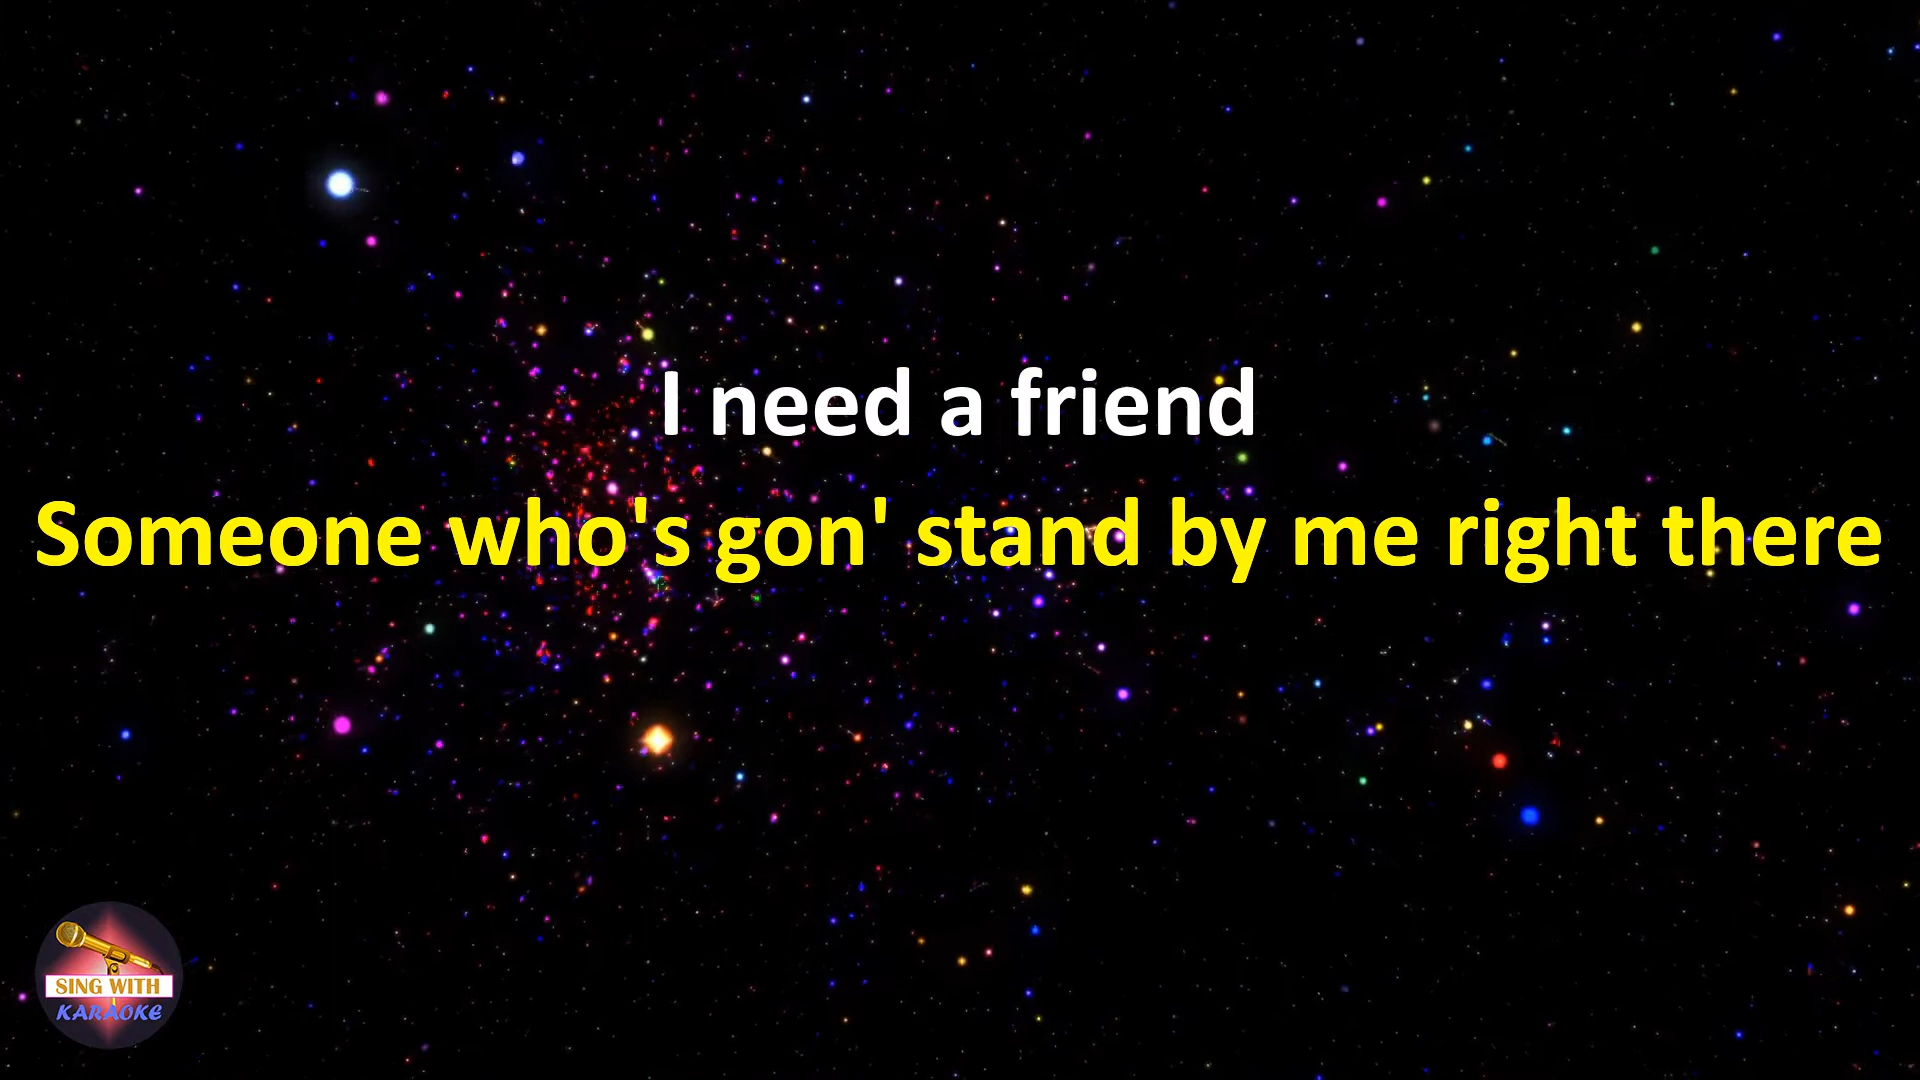 I need a friend
Someone who's gon' stand by me right there
SING WITH
KARAOKE